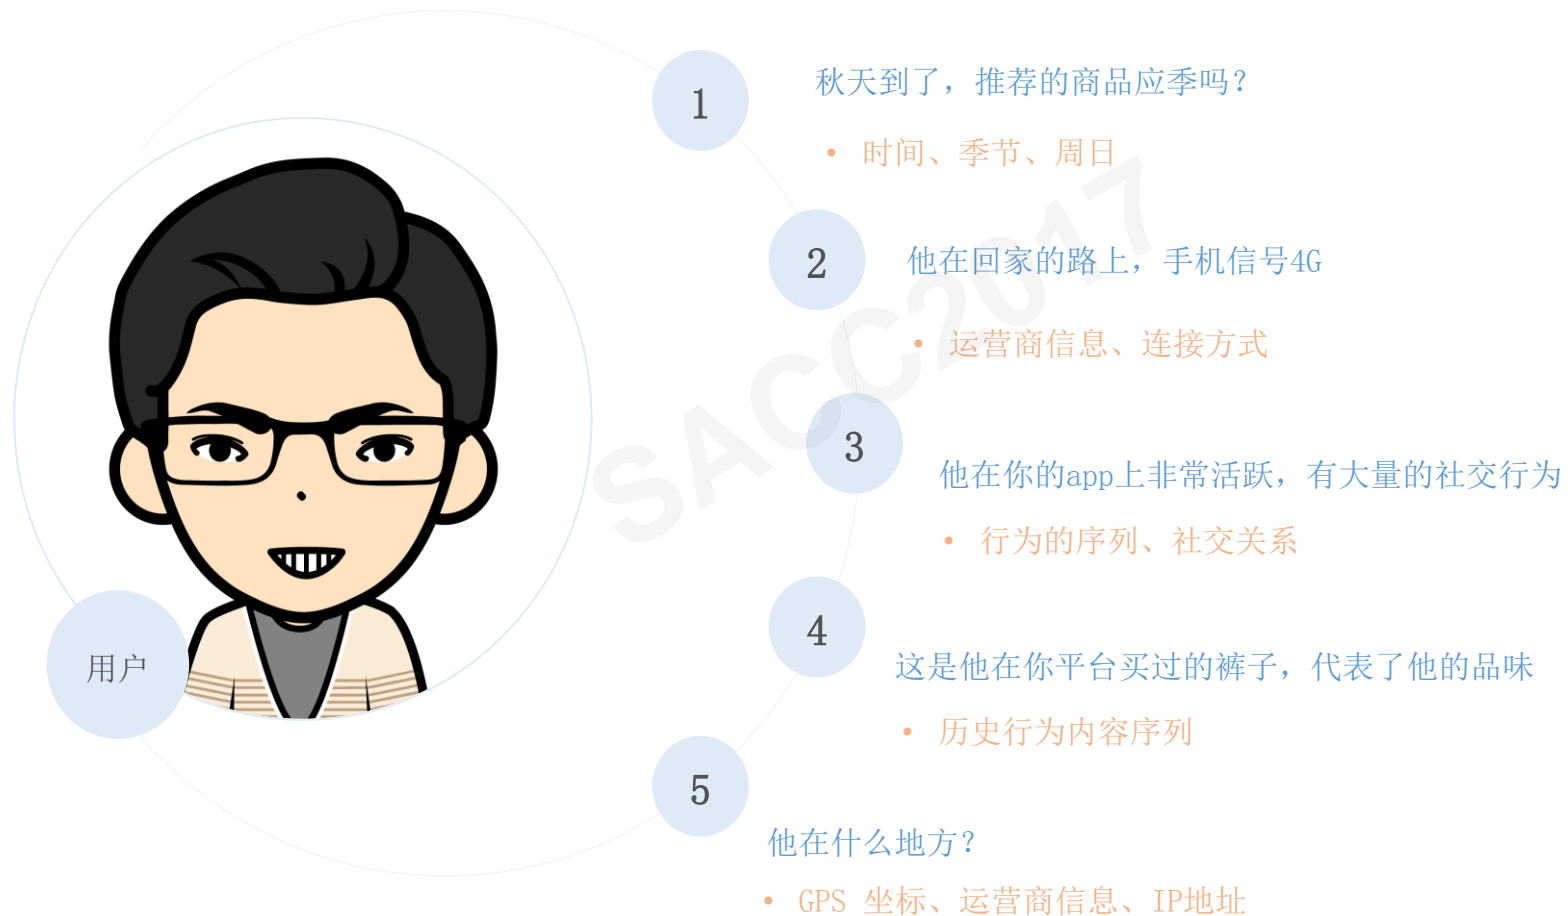 1
秋天到了，推荐的商品应季吗？
• 时间、季节、周日
2
他在回家的路上，手机信号4G
• 运营商信息、连接方式
3
他在你的app上非常活跃，有大量的社交行为
• 行为的序列、社交关系
4
这是他在你平台买过的裤子，代表了他的品味
• 历史行为内容序列
5
他在什么地方？
• GPS 坐标、运营商信息、IP地址
用户
SACC2017